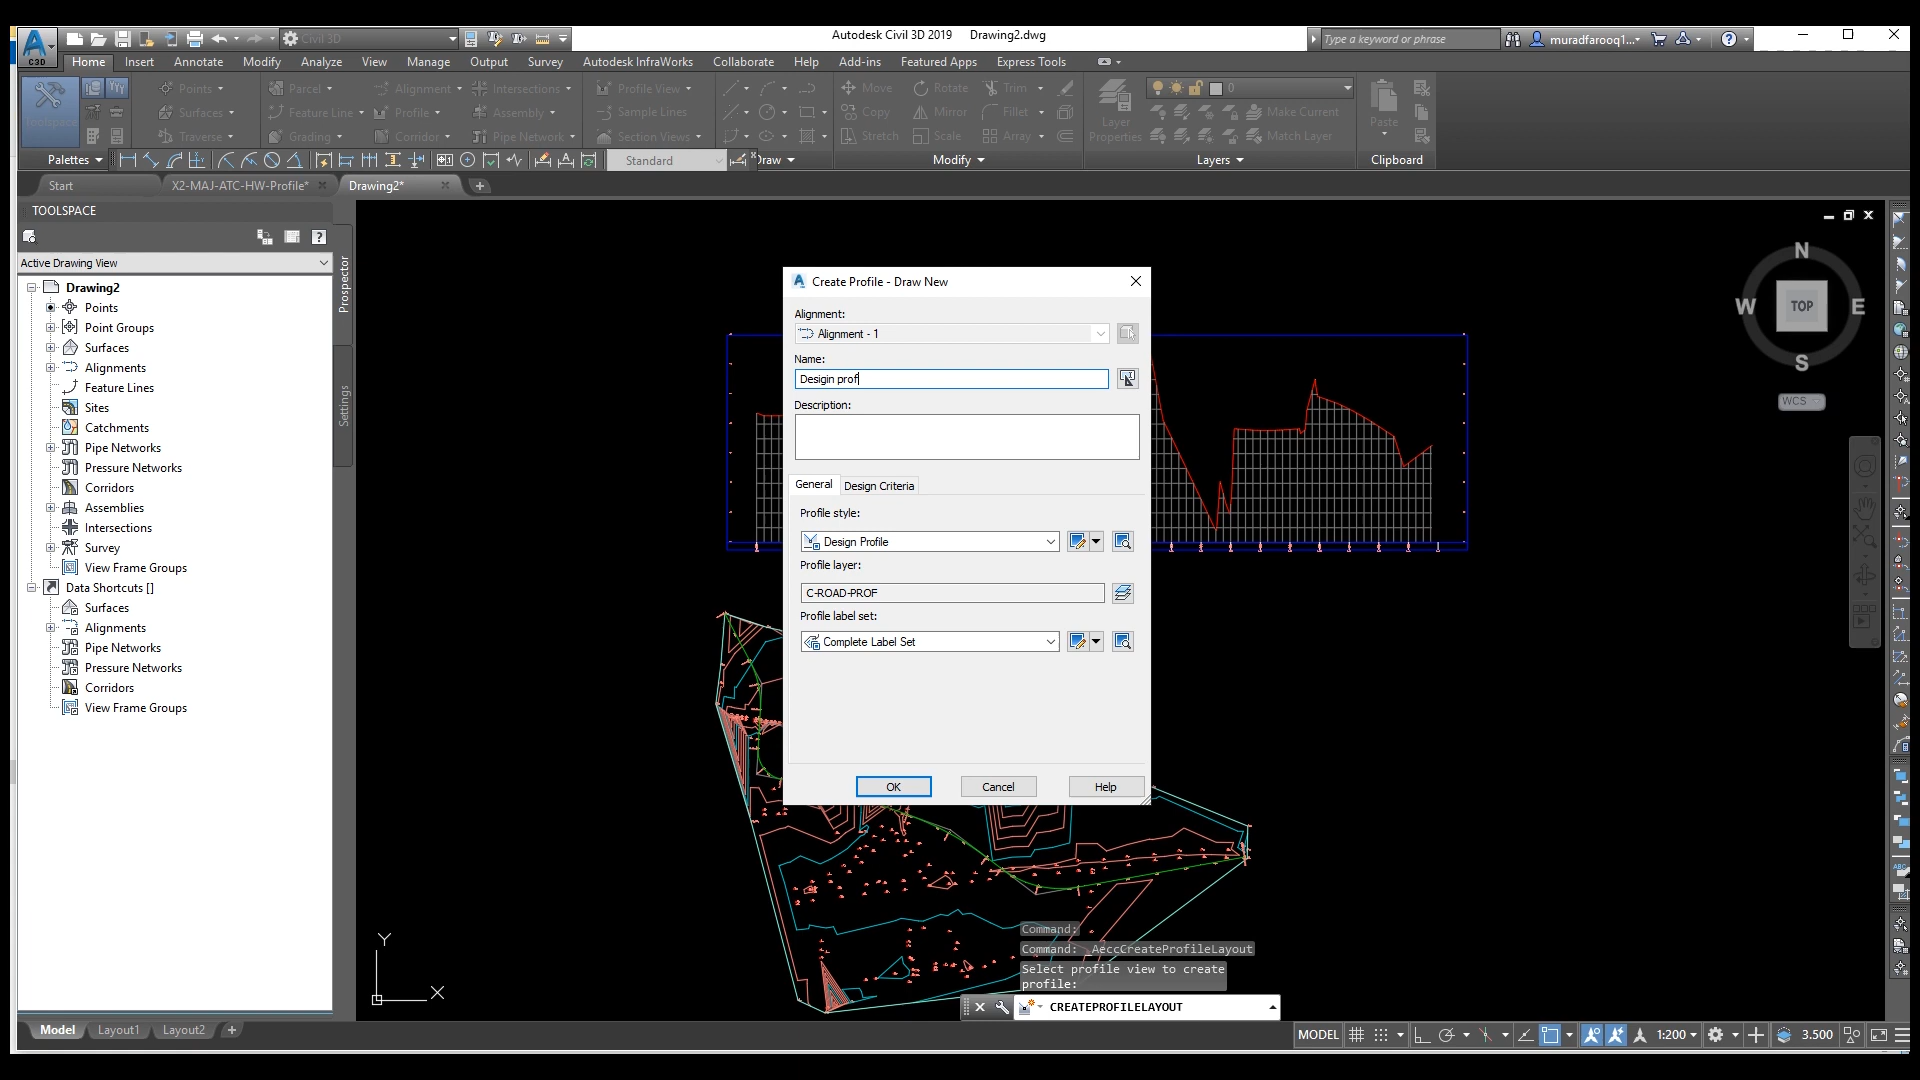 Civil 3D
Autodesk Civil 3D 2019 Drawing2.dwg
Type a keyword or phrase
muradfarooq1...
C3D
Home Insert Annotate Modify Analyze View Manage Output Survey Autodesk InfraWorks Collaborate Help Add-ins Featured Apps Express Tools
Points Parcel Alignment Intersections Profile View Move Rotate Trim 0
Surfaces Feature Line Profile Assembly Sample Lines Copy Mirror Fillet Make Current
Toolspace Traverse Grading Corridor Pipe Network Section Views Stretch Scale Array Layer Properties Match Layer Paste
Palettes Standard Draw Modify Layers Clipboard
Start X2-MAJ-ATC-HW-Profile* Drawing2*
TOOLSPACE
Active Drawing View
Prospector
Settings
Drawing2
Points
Point Groups
Surfaces
Alignments
Feature Lines
Sites
Catchments
Pipe Networks
Pressure Networks
Corridors
Assemblies
Intersections
Survey
View Frame Groups
Data Shortcuts []
Surfaces
Alignments
Pipe Networks
Pressure Networks
Corridors
View Frame Groups
Create Profile - Draw New
Alignment:
Alignment - 1
Name:
Desigin prof
Description:
General Design Criteria
Profile style:
Design Profile
Profile layer:
C-ROAD-PROF
Profile label set:
Complete Label Set
OK Cancel Help
N
W TOP E
S
WCS
ABC
Y
X
Command:
Command: _AeccCreateProfileLayout
Select profile view to create
profile:
CREATEPROFILELAYOUT
Model Layout1 Layout2
MODEL 1:200 3.500